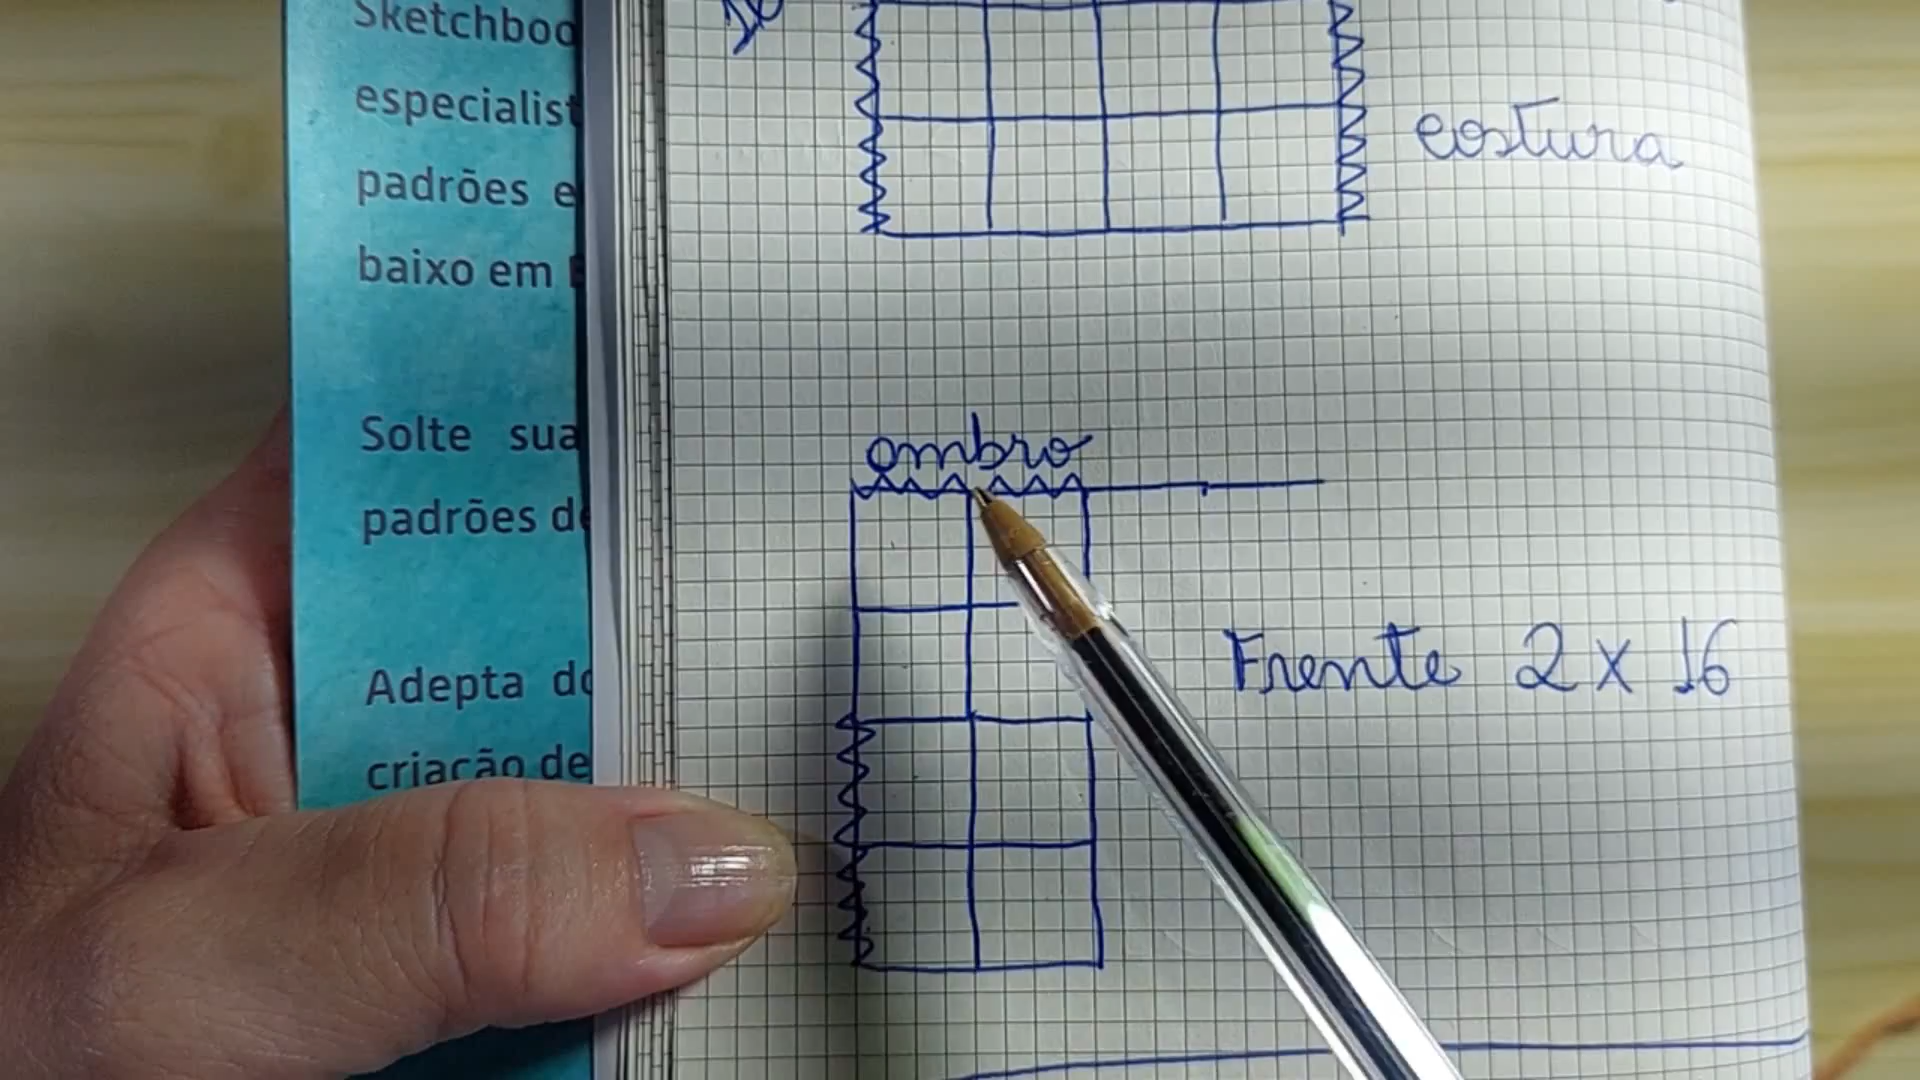 Sketchboo
especialist
padrões e
baixo em
Solte sua
padrões de
Adepta do
criação de
costura
ombro
Frente 2 x 16